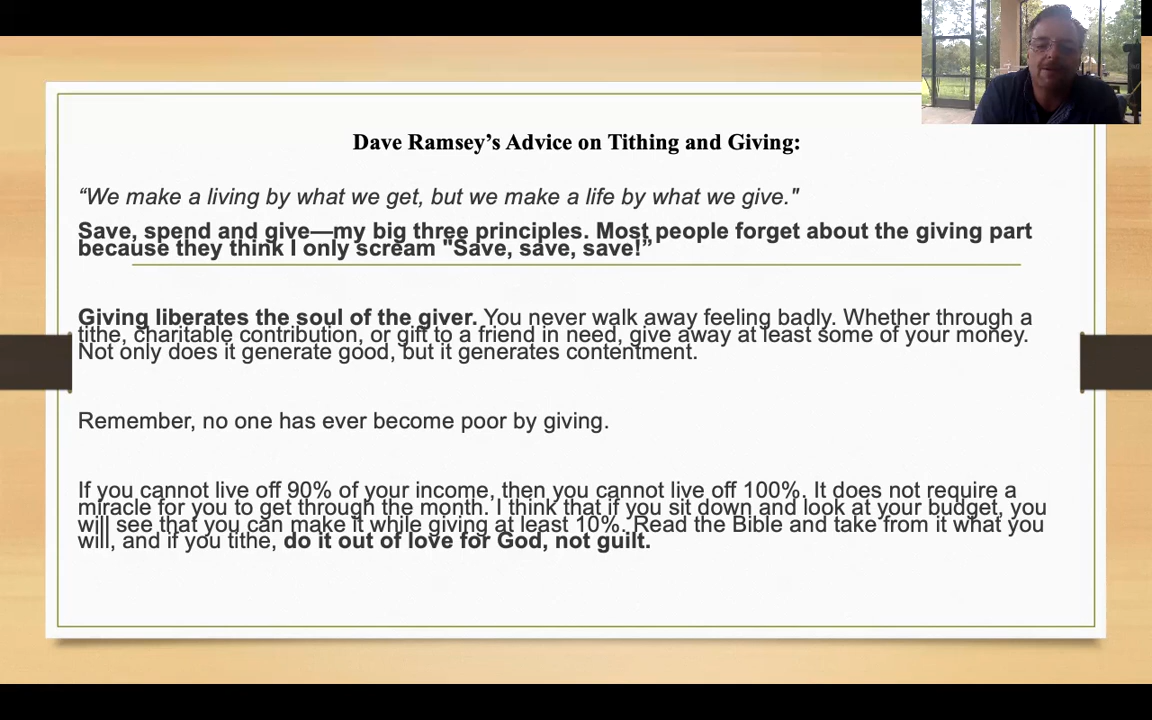 Dave Ramsey’s Advice on Tithing and Giving:
“We make a living by what we get, but we make a life by what we give."
Save, spend and give—my big three principles. Most people forget about the giving part
because they think I only scream "Save, save, save!”
Giving liberates the soul of the giver. You never walk away feeling badly. Whether through a
tithe, charitable contribution, or gift to a friend in need, give away at least some of your money.
Not only does it generate good, but it generates contentment.
Remember, no one has ever become poor by giving.
If you cannot live off 90% of your income, then you cannot live off 100%. It does not require a
miracle for you to get through the month. I think that if you sit down and look at your budget, you
will see that you can make it while giving at least 10%. Read the Bible and take from it what you
will, and if you tithe, do it out of love for God, not guilt.